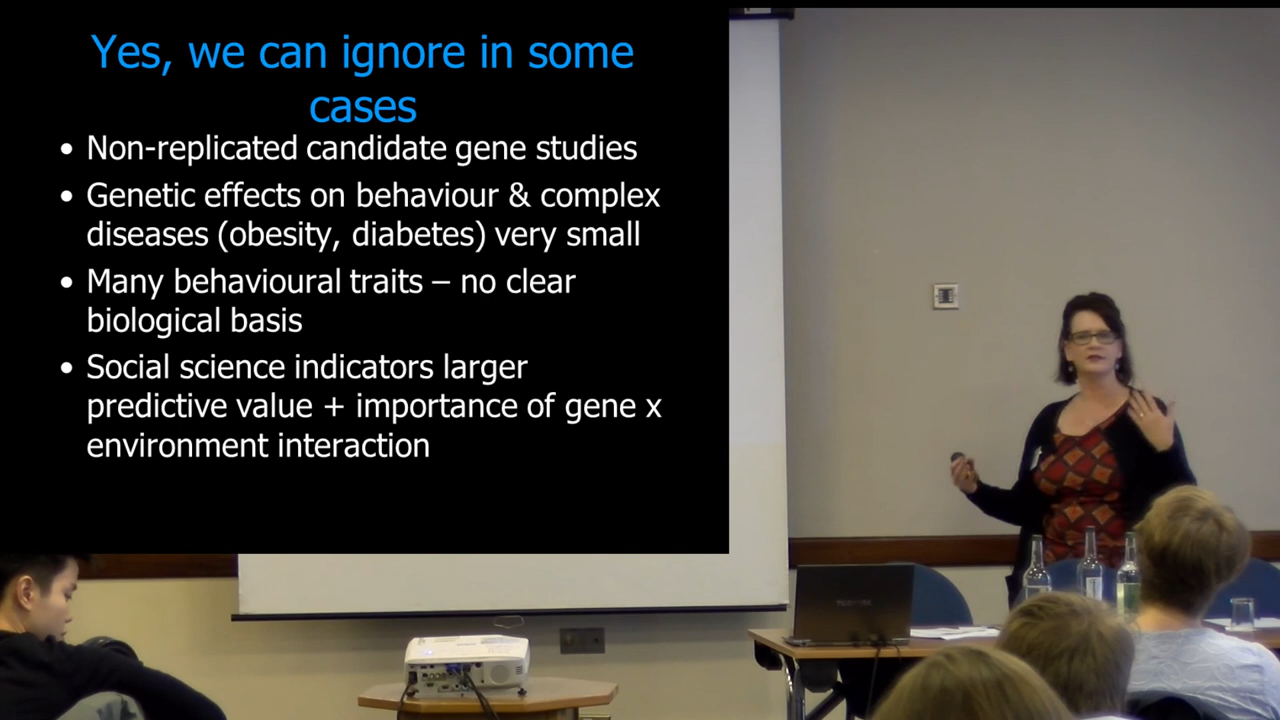 Yes, we can ignore in some
cases
• Non-replicated candidate gene studies
• Genetic effects on behaviour & complex
diseases (obesity, diabetes) very small
• Many behavioural traits – no clear
biological basis
• Social science indicators larger
predictive value + importance of gene x
environment interaction
TOSHIBA